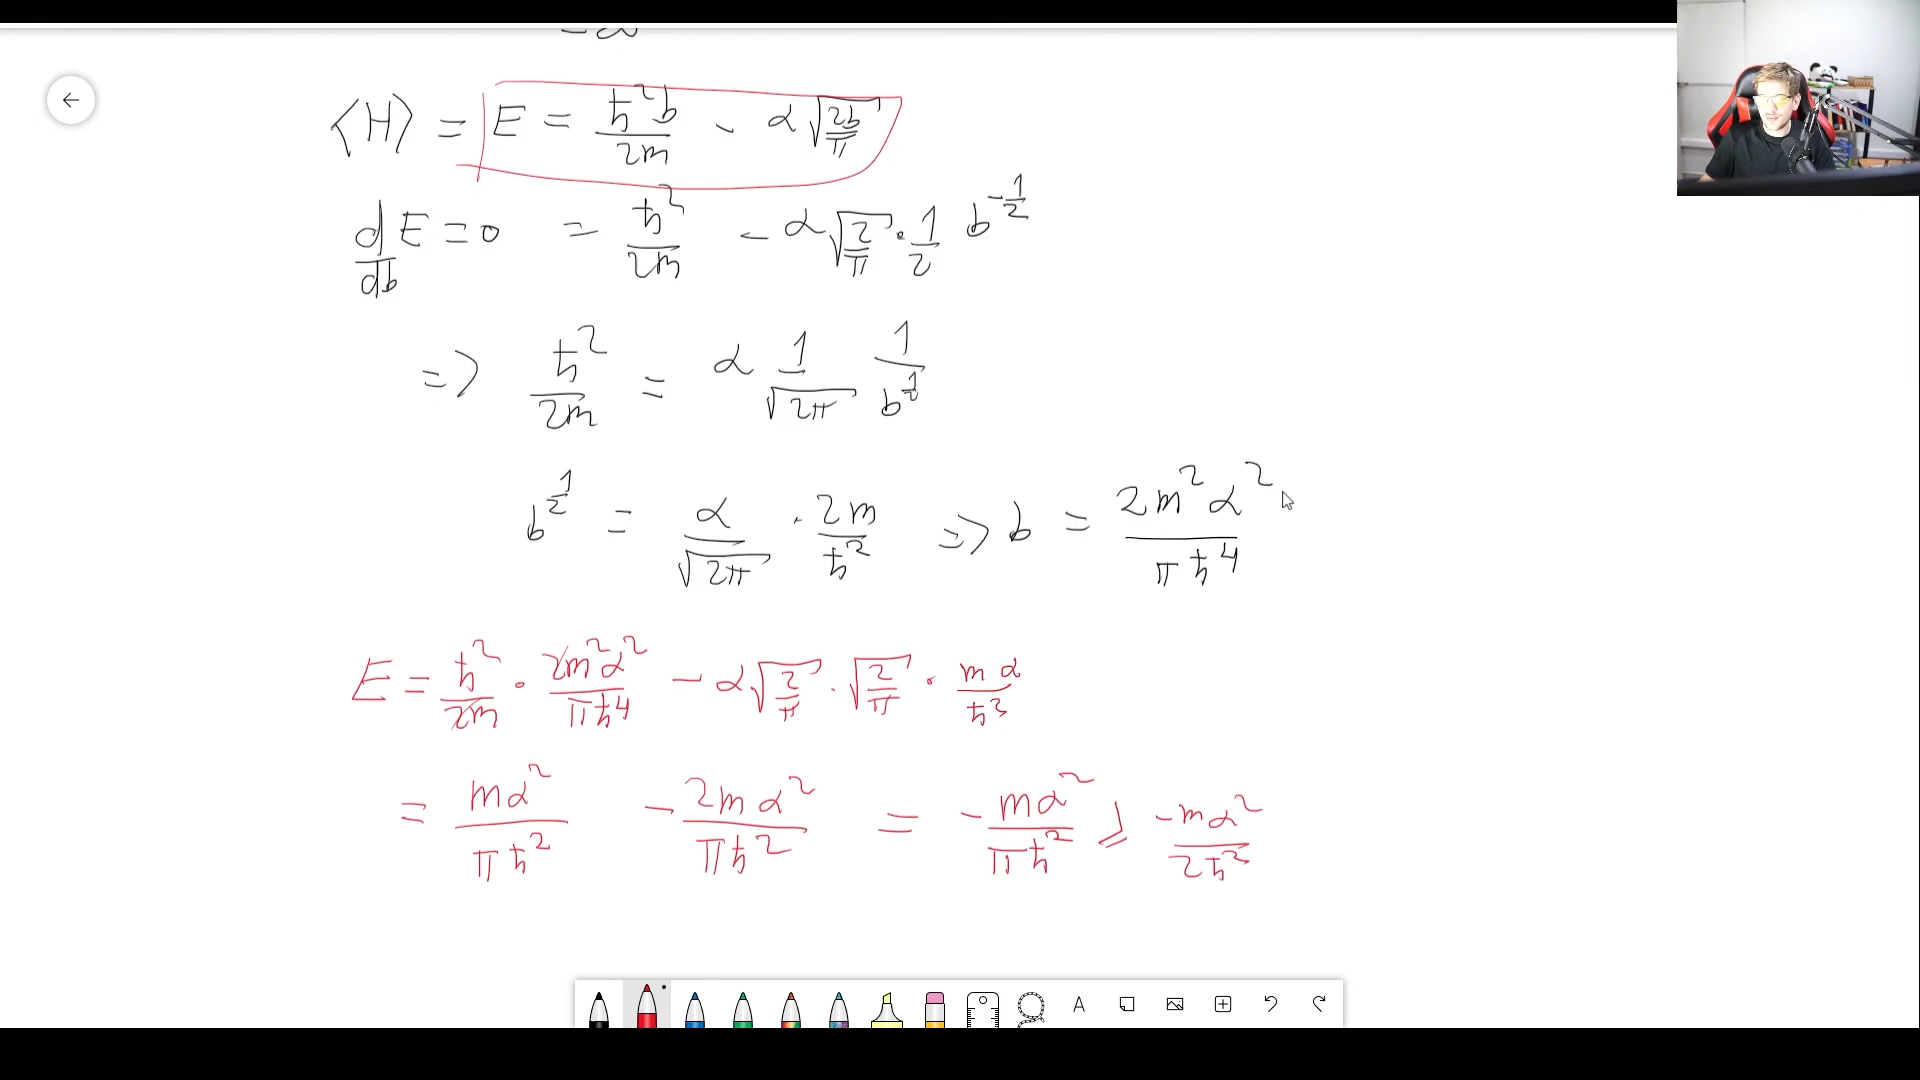 -α
⟨H⟩ = E = ħ²b/2m - α√(2b/π)
d/db E = 0 = ħ²/2m - α√(2/π) · 1/2 b^(-1/2)
=> ħ²/2m = α 1/√(2π) 1/b^(1/2)
b^(1/2) = α/√(2π) · 2m/ħ² => b = 2m²α²/πħ⁴
E = ħ²/2m · 2m²α²/πħ⁴ - α√(2/π) · √(2/π) · mα/ħ²
= mα²/πħ² - 2mα²/πħ² = -mα²/πħ² ⩾ -mα²/2ħ²
A